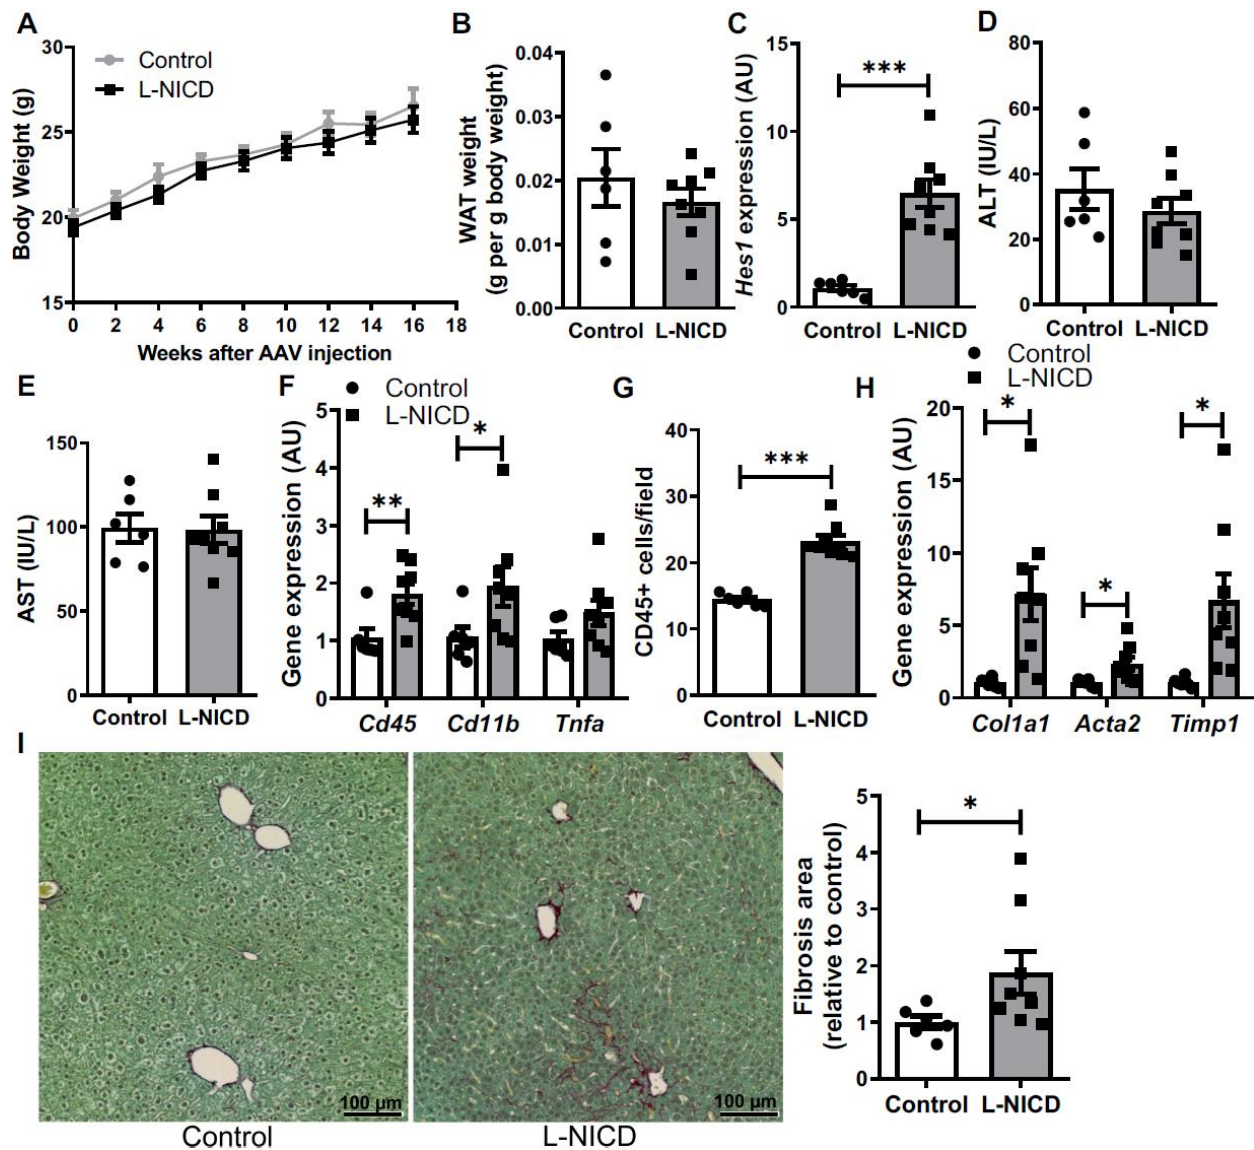 A
Body Weight (g)
30
25
20
15
Control
L-NICD
0 2 4 6 8 10 12 14 16 18
Weeks after AAV injection
B
WAT weight
(g per g body weight)
0.04
0.03
0.02
0.01
0.00
Control L-NICD
C
Hes1 expression (AU)
15
10
5
0
***
Control L-NICD
D
ALT (IU/L)
80
60
40
20
0
Control L-NICD
E
AST (IU/L)
150
100
50
0
Control L-NICD
F
Control
L-NICD
Gene expression (AU)
5
4
3
2
1
0
**
*
Cd45 Cd11b Tnfa
G
CD45+ cells/field
40
30
20
10
0
***
Control L-NICD
H
Control
L-NICD
Gene expression (AU)
20
15
10
5
0
*
*
*
Col1a1 Acta2 Timp1
I
100 µm
Control
100 µm
L-NICD
Fibrosis area
(relative to control)
5
4
3
2
1
0
*
Control L-NICD